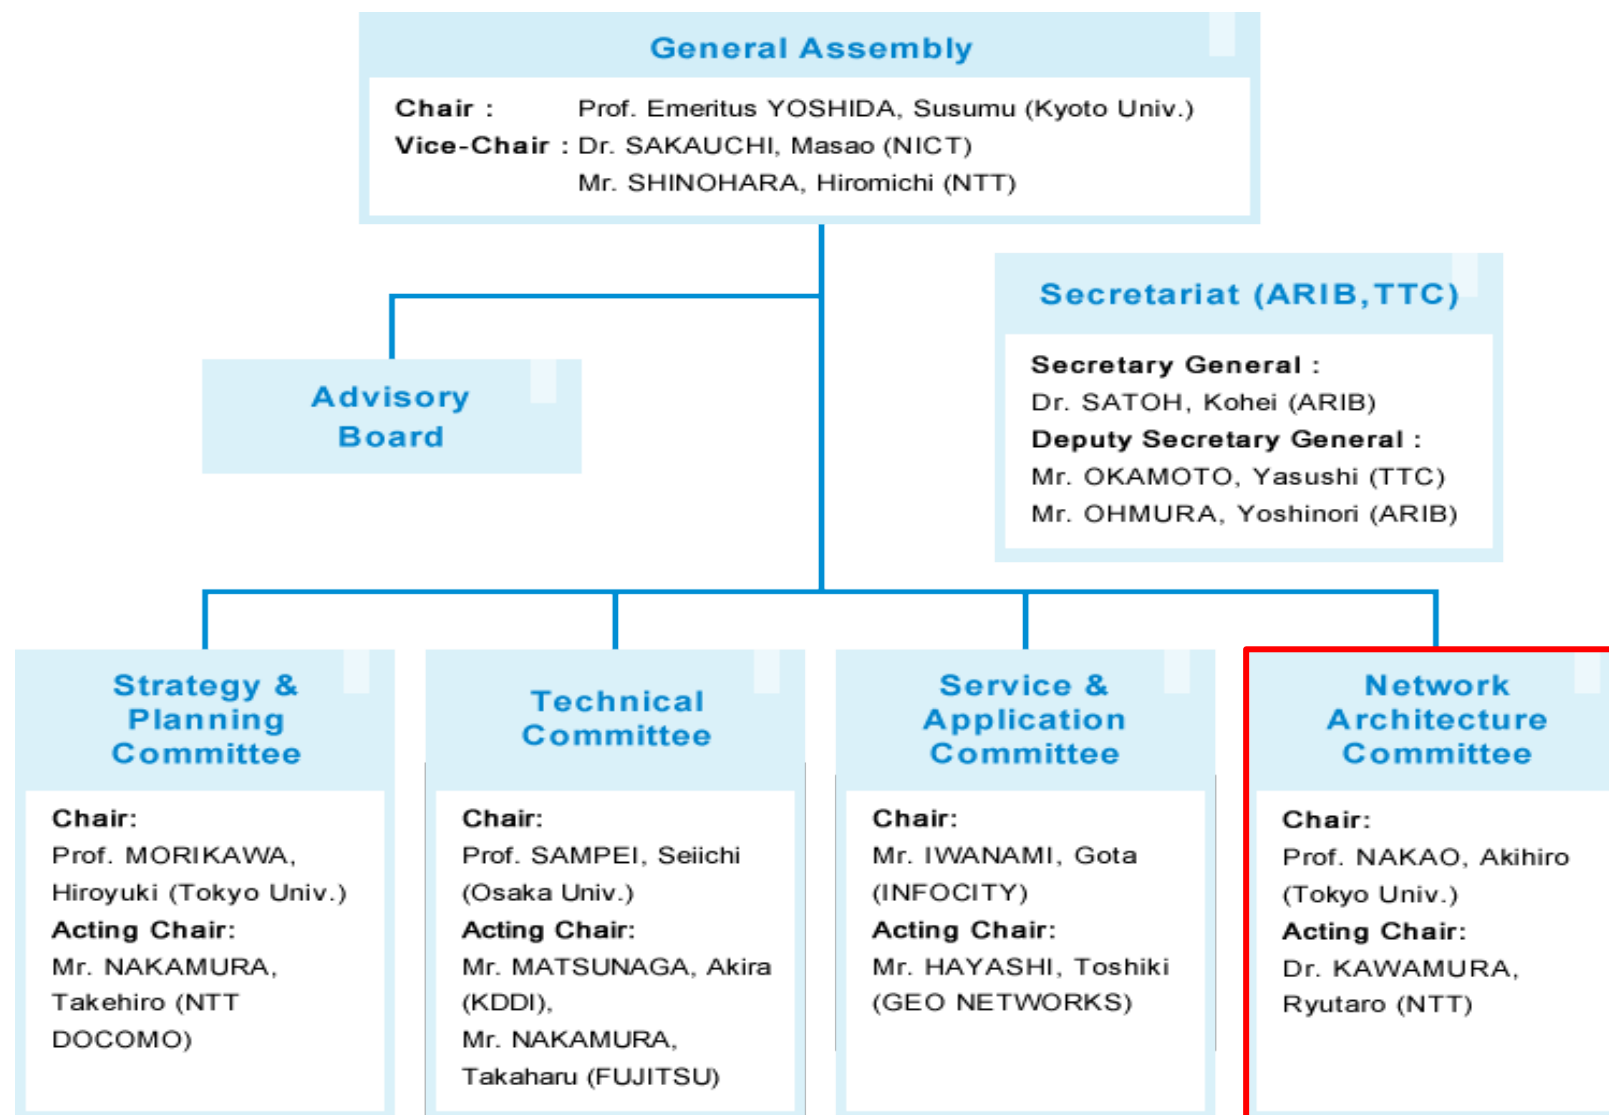 General Assembly
Chair : Prof. Emeritus YOSHIDA, Susumu (Kyoto Univ.)
Vice-Chair : Dr. SAKAUCHI, Masao (NICT)
Mr. SHINOHARA, Hiromichi (NTT)
Secretariat (ARIB,TTC)
Secretary General :
Dr. SATOH, Kohei (ARIB)
Deputy Secretary General :
Mr. OKAMOTO, Yasushi (TTC)
Mr. OHMURA, Yoshinori (ARIB)
Advisory
Board
Strategy &
Planning
Committee
Chair:
Prof. MORIKAWA,
Hiroyuki (Tokyo Univ.)
Acting Chair:
Mr. NAKAMURA,
Takehiro (NTT
DOCOMO)
Technical
Committee
Chair:
Prof. SAMPEI, Seiichi
(Osaka Univ.)
Acting Chair:
Mr. MATSUNAGA, Akira
(KDDI),
Mr. NAKAMURA,
Takaharu (FUJITSU)
Service &
Application
Committee
Chair:
Mr. IWANAMI, Gota
(INFOCITY)
Acting Chair:
Mr. HAYASHI, Toshiki
(GEO NETWORKS)
Network
Architecture
Committee
Chair:
Prof. NAKAO, Akihiro
(Tokyo Univ.)
Acting Chair:
Dr. KAWAMURA,
Ryutaro (NTT)